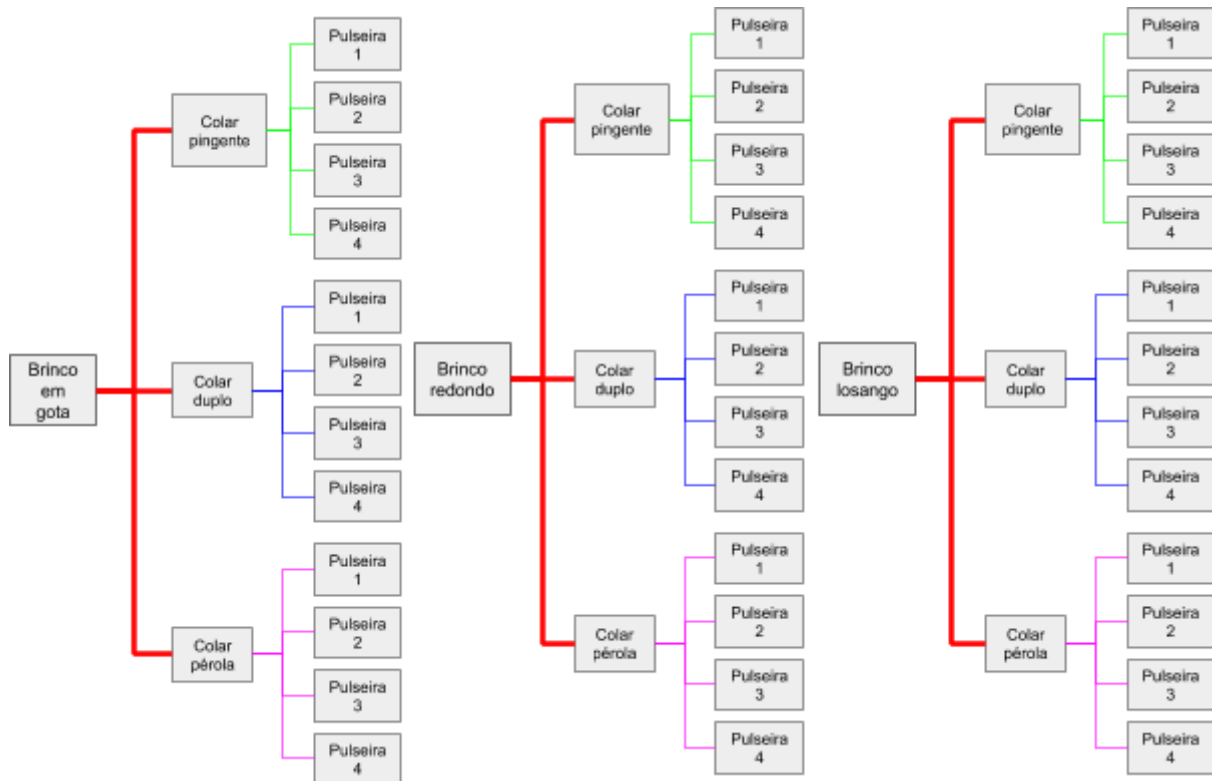 Brinco
em
gota
Colar
pingente
Pulseira
1
Pulseira
2
Pulseira
3
Pulseira
4
Colar
duplo
Pulseira
1
Pulseira
2
Pulseira
3
Pulseira
4
Colar
pérola
Pulseira
1
Pulseira
2
Pulseira
3
Pulseira
4
Brinco
redondo
Colar
pingente
Pulseira
1
Pulseira
2
Pulseira
3
Pulseira
4
Colar
duplo
Pulseira
1
Pulseira
2
Pulseira
3
Pulseira
4
Colar
pérola
Pulseira
1
Pulseira
2
Pulseira
3
Pulseira
4
Brinco
losango
Colar
pingente
Pulseira
1
Pulseira
2
Pulseira
3
Pulseira
4
Colar
duplo
Pulseira
1
Pulseira
2
Pulseira
3
Pulseira
4
Colar
pérola
Pulseira
1
Pulseira
2
Pulseira
3
Pulseira
4